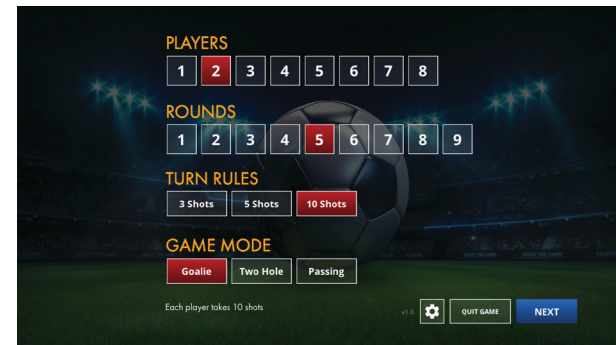 PLAYERS
1 2 3 4 5 6 7 8
ROUNDS
1 2 3 4 5 6 7 8 9
TURN RULES
3 Shots 5 Shots 10 Shots
GAME MODE
Goalie Two Hole Passing
Each player takes 10 shots
v1.0 QUIT GAME NEXT